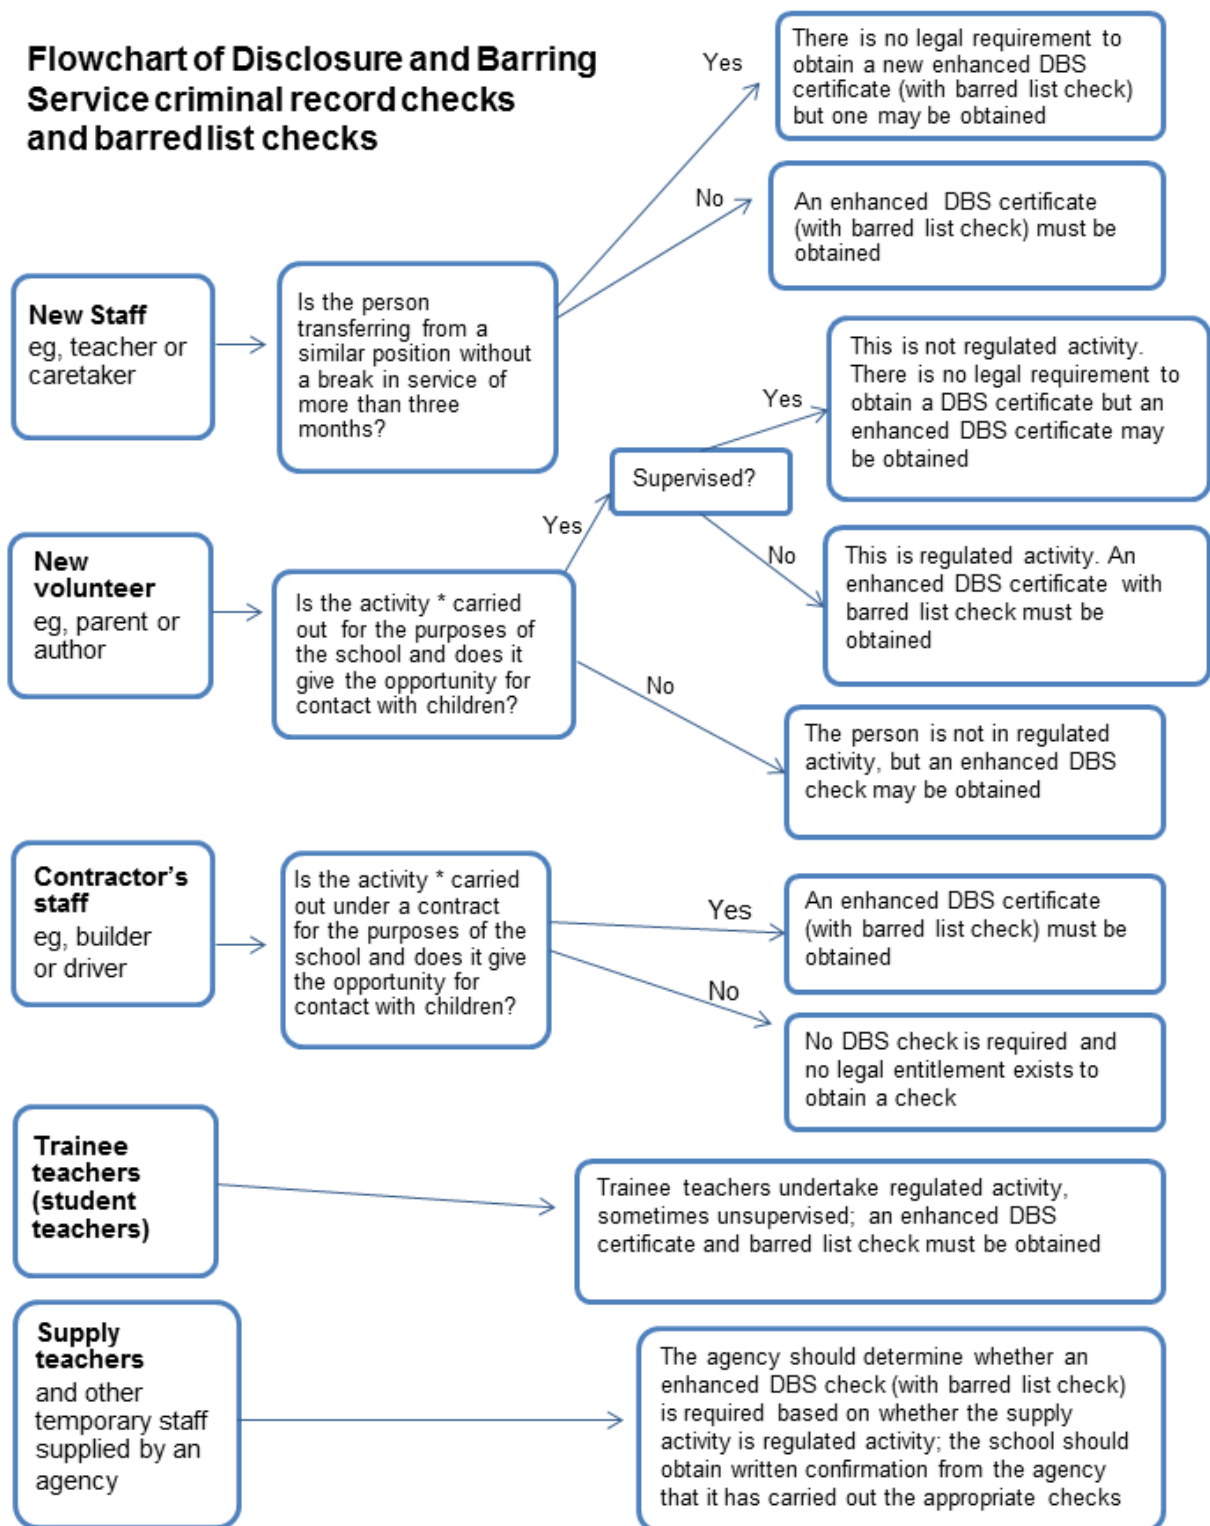 Flowchart of Disclosure and Barring
Service criminal record checks
and barred list checks
Yes
There is no legal requirement to
obtain a new enhanced DBS
certificate (with barred list check)
but one may be obtained
No
An enhanced DBS certificate
(with barred list check) must be
obtained
New Staff
eg, teacher or
caretaker
Is the person
transferring from a
similar position without
a break in service of
more than three
months?
This is not regulated activity.
There is no legal requirement to
obtain a DBS certificate but an
enhanced DBS certificate may
be obtained
Yes
Supervised?
Yes
No
This is regulated activity. An
enhanced DBS certificate with
barred list check must be
obtained
New
volunteer
eg, parent or
author
Is the activity * carried
out for the purposes of
the school and does it
give the opportunity for
contact with children?
No
The person is not in regulated
activity, but an enhanced DBS
check may be obtained
Contractor's
staff
eg, builder
or driver
Is the activity * carried
out under a contract
for the purposes of the
school and does it give
the opportunity for
contact with children?
Yes
An enhanced DBS certificate
(with barred list check) must be
obtained
No
No DBS check is required and
no legal entitlement exists to
obtain a check
Trainee
teachers
(student
teachers)
Trainee teachers undertake regulated activity,
sometimes unsupervised; an enhanced DBS
certificate and barred list check must be obtained
Supply
teachers
and other
temporary staff
supplied by an
agency
The agency should determine whether an
enhanced DBS check (with barred list check)
is required based on whether the supply
activity is regulated activity; the school should
obtain written confirmation from the agency
that it has carried out the appropriate checks